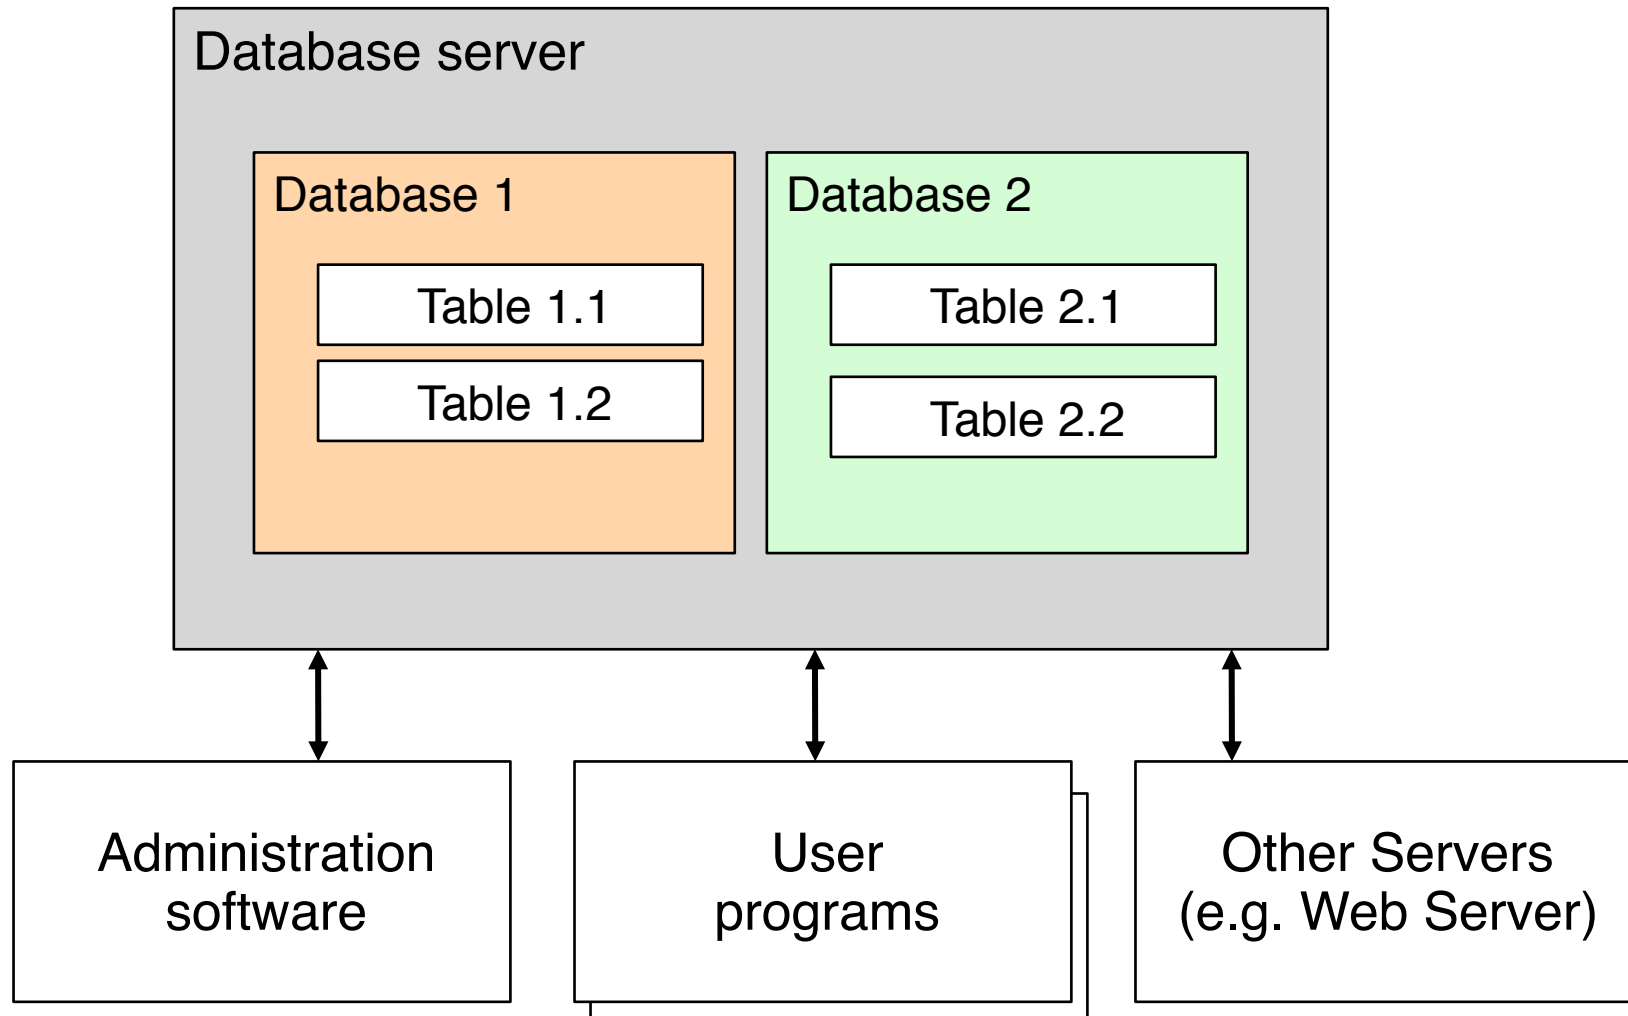 Database server
Database 1
Database 2
Table 1.1
Table 2.1
Table 1.2
Table 2.2
Administration
software
User
programs
Other Servers
(e.g. Web Server)